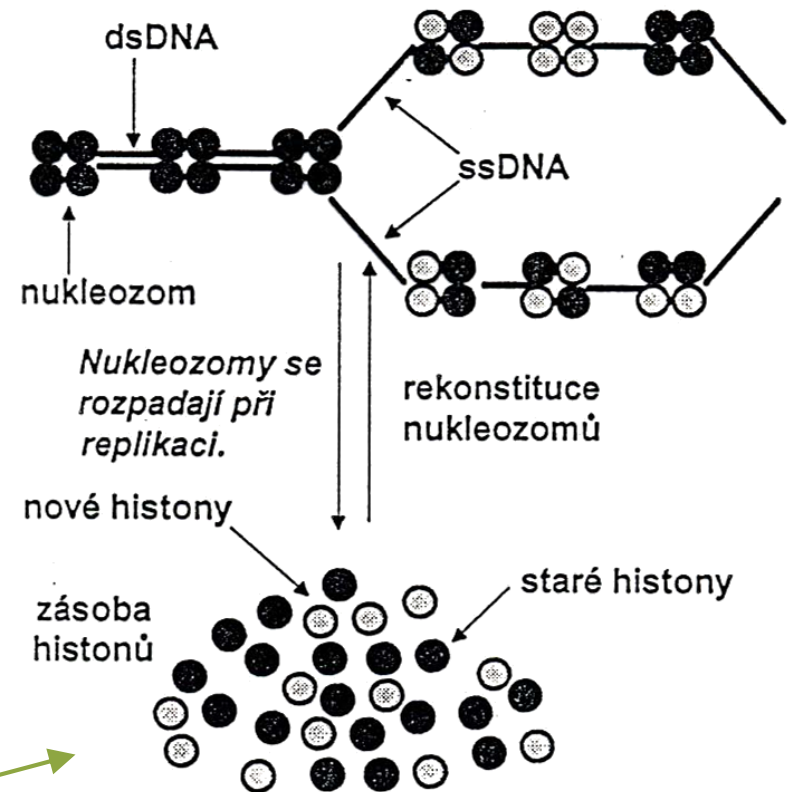 dsDNA
ssDNA
nukleozom
Nukleozomy se
rozpadají při
replikaci.
rekonstituce
nukleozomů
nové histony
staré histony
zásoba
histonů